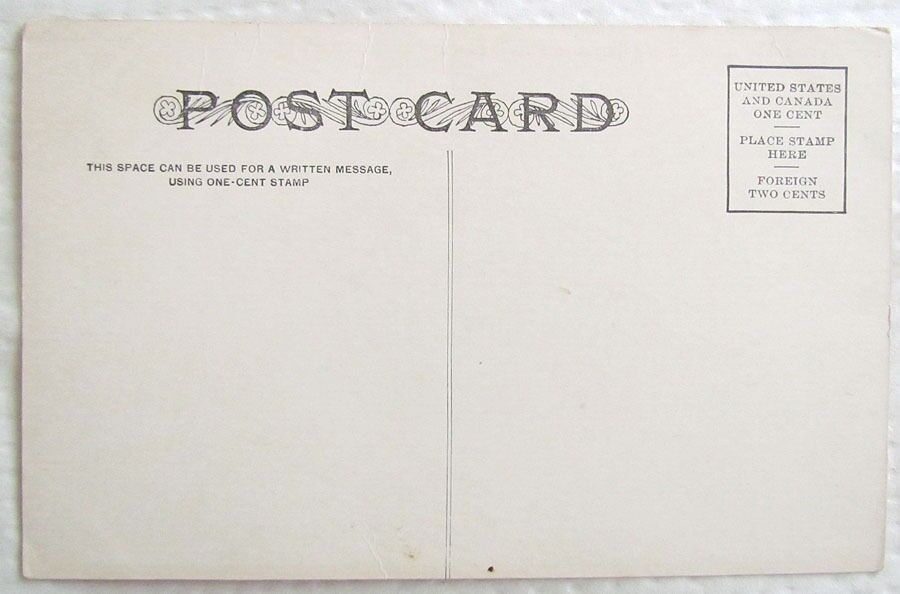 POST CARD
THIS SPACE CAN BE USED FOR A WRITTEN MESSAGE,
USING ONE-CENT STAMP
UNITED STATES
AND CANADA
ONE CENT
PLACE STAMP
HERE
FOREIGN
TWO CENTS